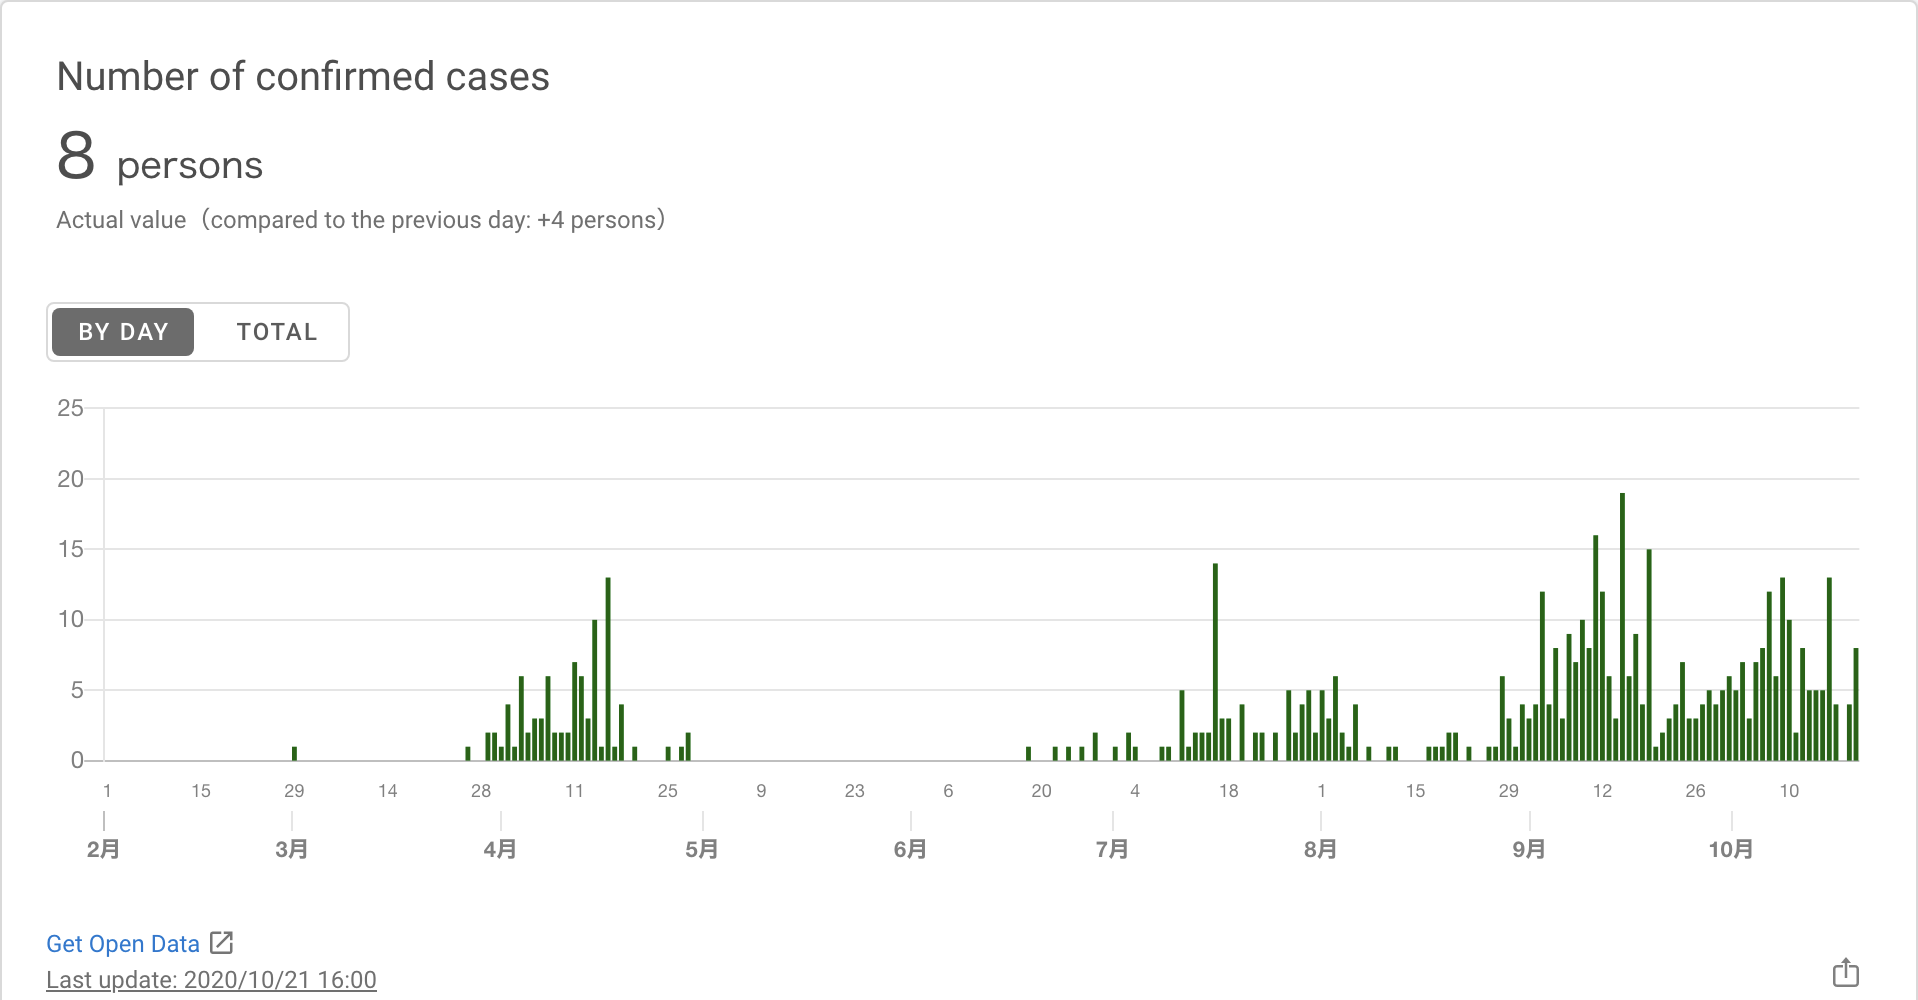 Number of confirmed cases
8 persons
Actual value（compared to the previous day: +4 persons）
BY DAY TOTAL
25
20
15
10
5
0
1 15 29 14 28 11 25 9 23 6 20 4 18 1 15 29 12 26 10
2月 3月 4月 5月 6月 7月 8月 9月 10月
Get Open Data
Last update: 2020/10/21 16:00